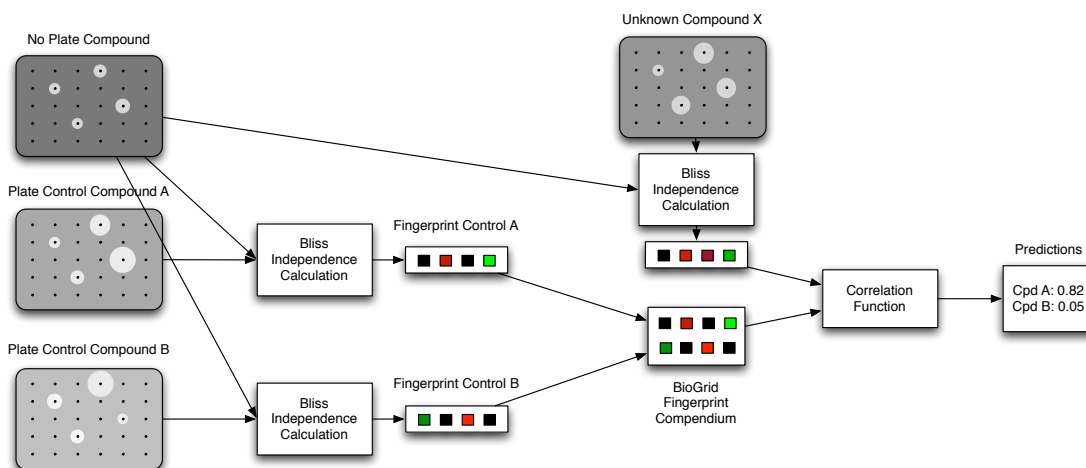 No Plate Compound
Unknown Compound X
Plate Control Compound A
Bliss
Independence
Calculation
Fingerprint Control A
Bliss
Independence
Calculation
Predictions
Cpd A: 0.82
Cpd B: 0.05
Correlation
Function
Plate Control Compound B
Bliss
Independence
Calculation
Fingerprint Control B
BioGrid
Fingerprint
Compendium